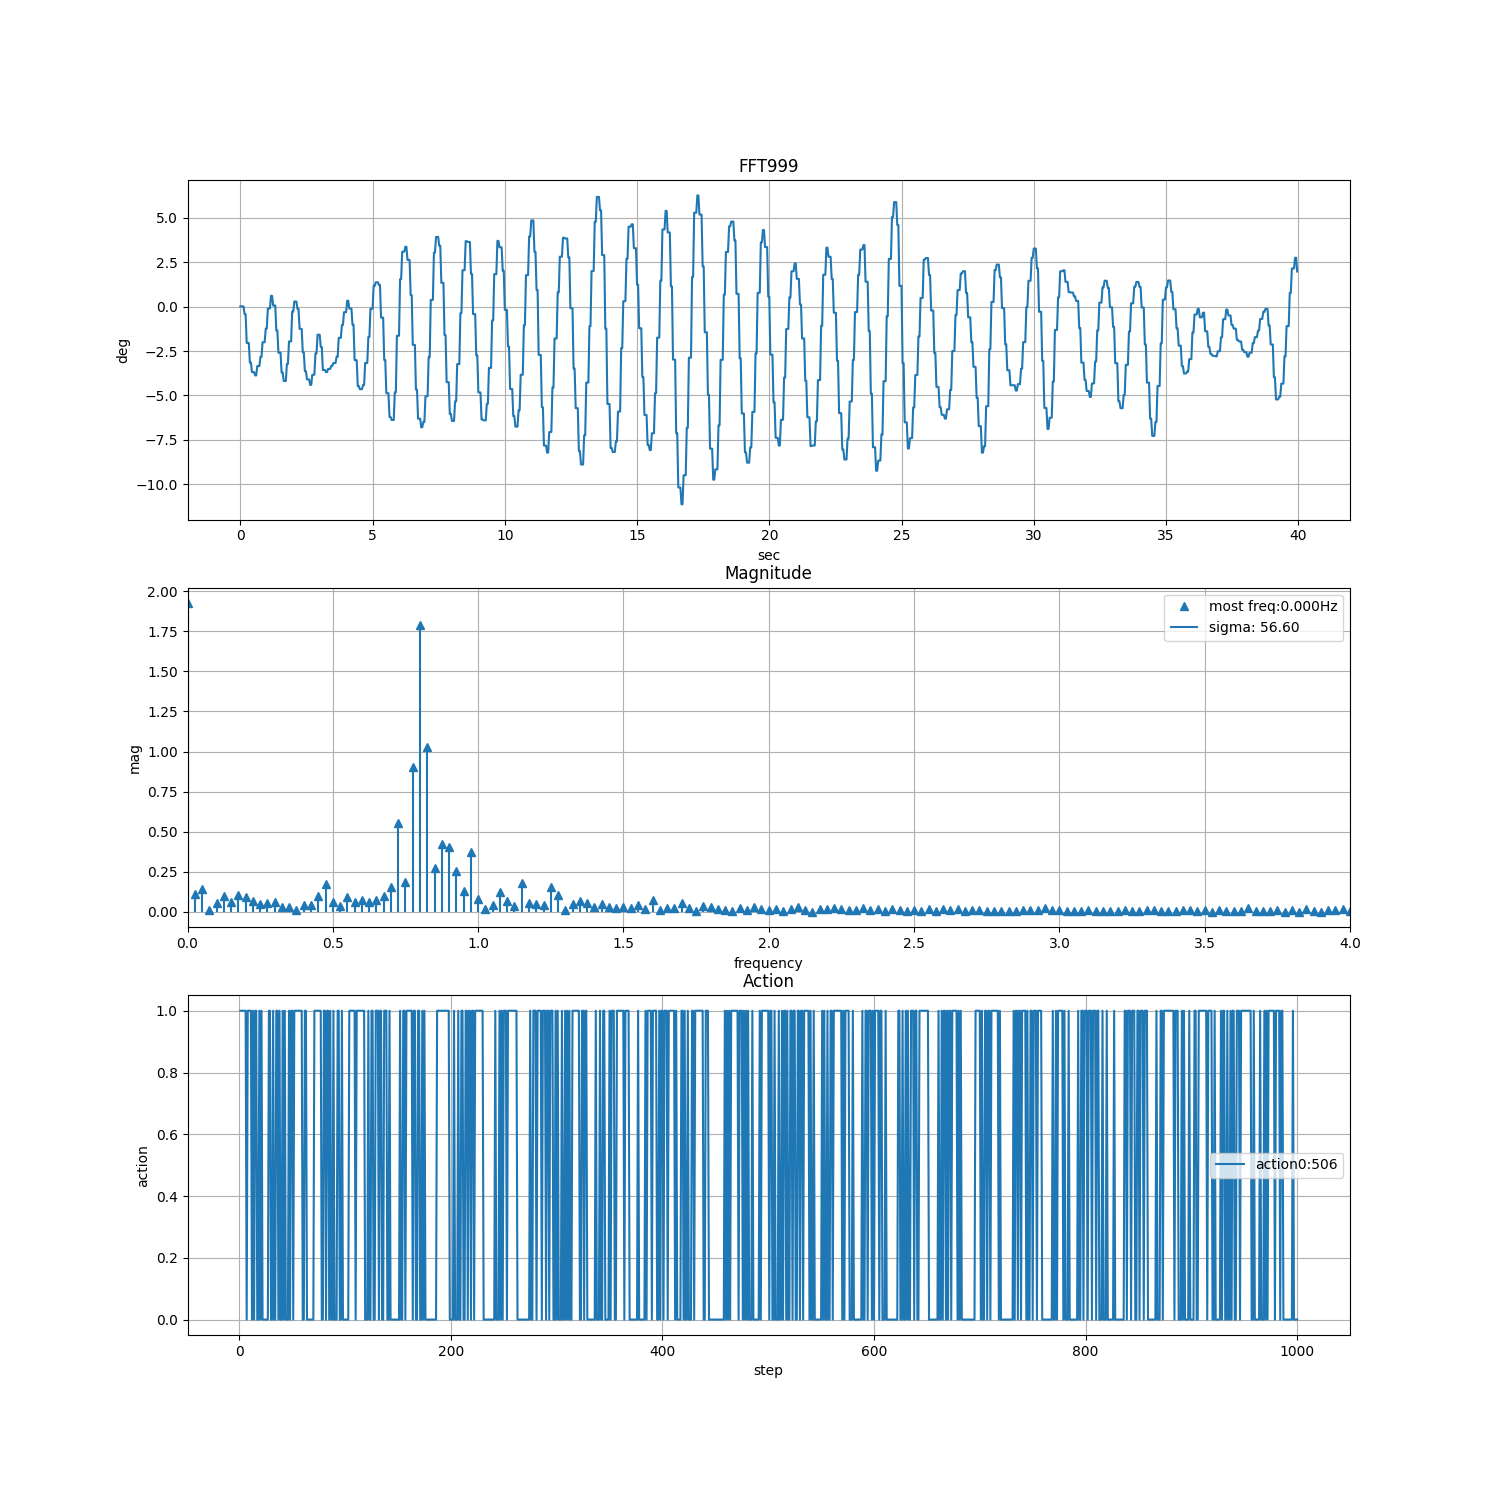 FFT999
5.0
2.5
0.0
−2.5
−5.0
−7.5
−10.0
deg
0 5 10 15 20 25 30 35 40
sec
Magnitude
2.00
1.75
1.50
1.25
1.00
0.75
0.50
0.25
0.00
mag
most freq:0.000Hz
sigma: 56.60
0.0 0.5 1.0 1.5 2.0 2.5 3.0 3.5 4.0
frequency
Action
1.0
0.8
0.6
0.4
0.2
0.0
action
action0:506
0 200 400 600 800 1000
step